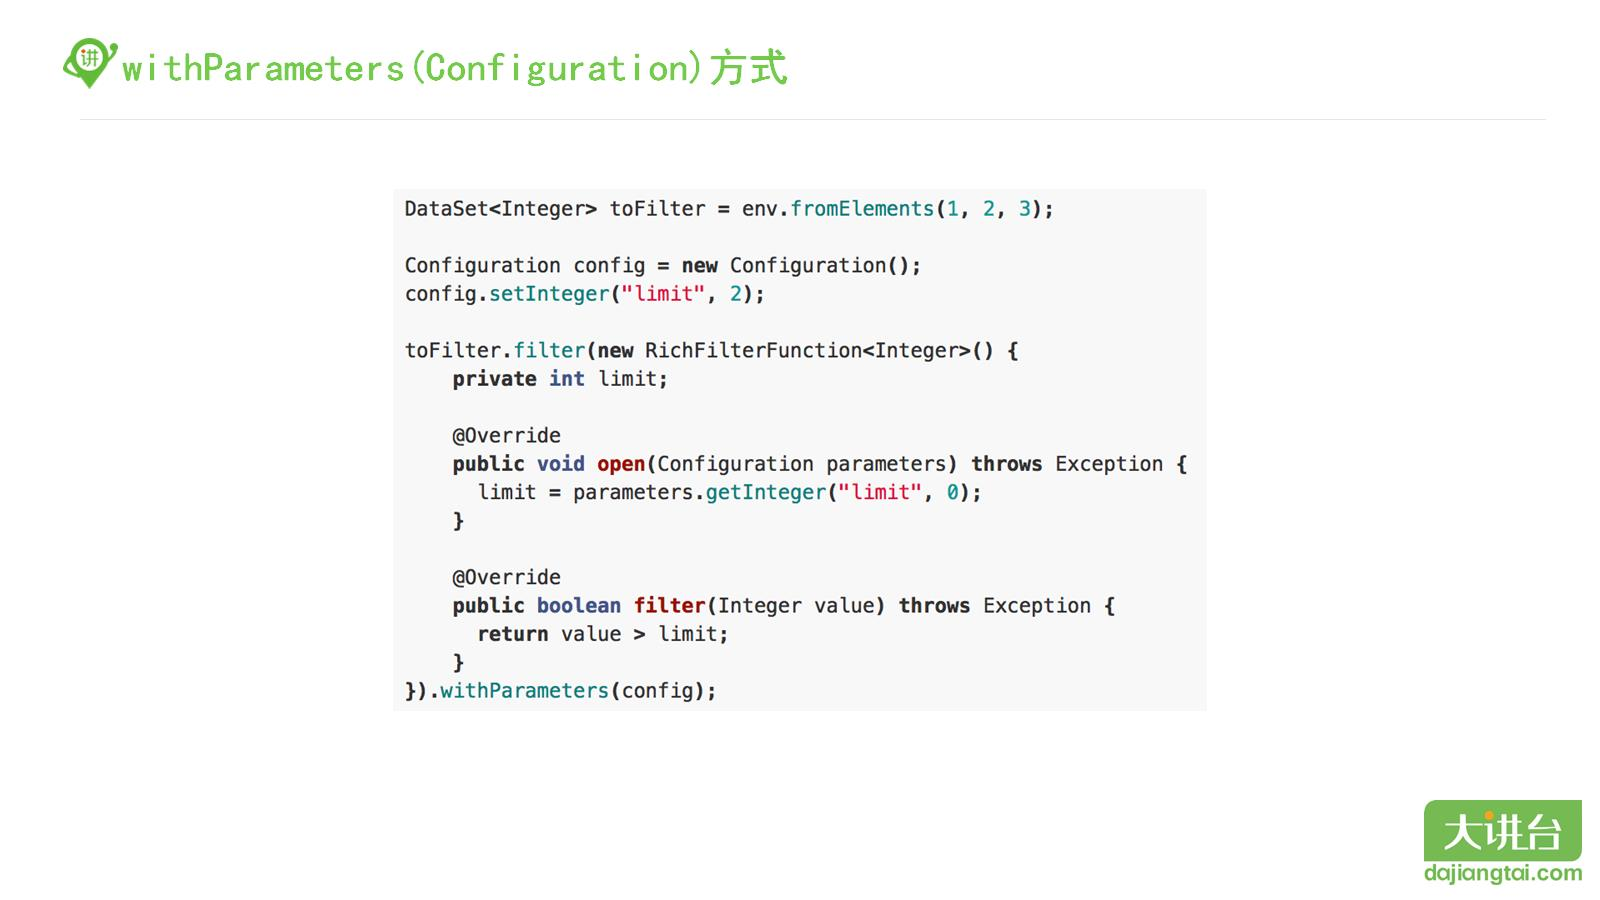 讲
withParameters(Configuration)方式
DataSet<Integer> toFilter = env.fromElements(1, 2, 3);
Configuration config = new Configuration();
config.setInteger("limit", 2);
toFilter.filter(new RichFilterFunction<Integer>() {
    private int limit;
    @Override
    public void open(Configuration parameters) throws Exception {
      limit = parameters.getInteger("limit", 0);
    }
    @Override
    public boolean filter(Integer value) throws Exception {
      return value > limit;
    }
}).withParameters(config);
大讲台
dajiangtai.com